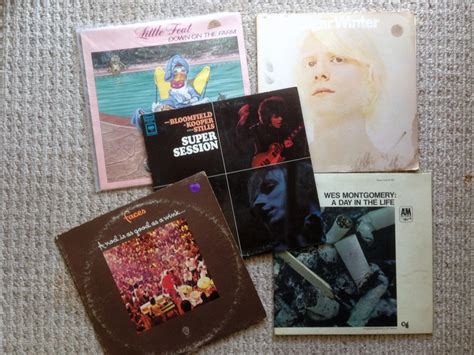 Little Feat
DOWN ON THE FARM
Winter
BLOOMFIELD
KOOPER
STILLS
SUPER
SESSION
faces
A nod is as good as a wink...
WES MONTGOMERY:
A DAY IN THE LIFE
A&M